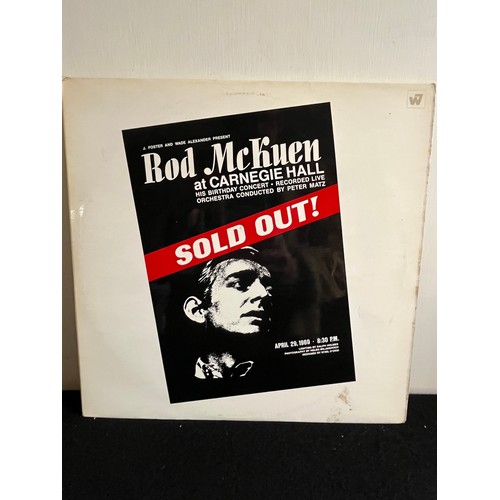 W7
J. FOSTER AND WADE ALEXANDER PRESENT
Rod McKuen
at CARNEGIE HALL
HIS BIRTHDAY CONCERT • RECORDED LIVE
ORCHESTRA CONDUCTED BY PETER MATZ
SOLD OUT!
APRIL 29, 1969 · 8:30 P.M.